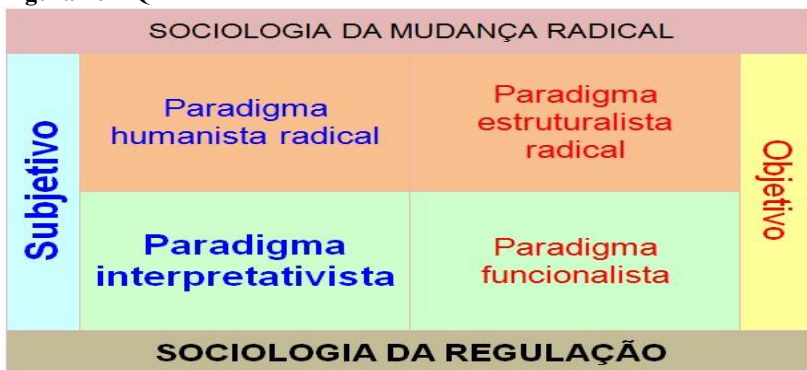 SOCIOLOGIA DA MUDANÇA RADICAL
Subjetivo
Paradigma
humanista radical
Paradigma
estruturalista
radical
Objetivo
Paradigma
interpretativista
Paradigma
funcionalista
SOCIOLOGIA DA REGULAÇÃO